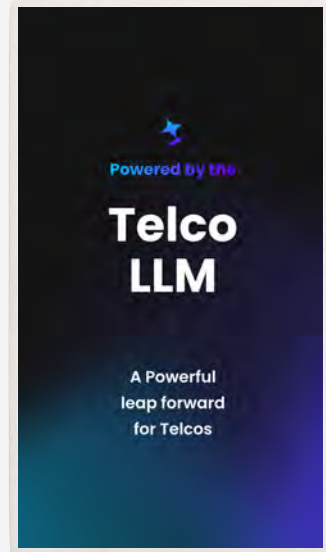 Powered by the
Telco
LLM
A Powerful
leap forward
for Telcos